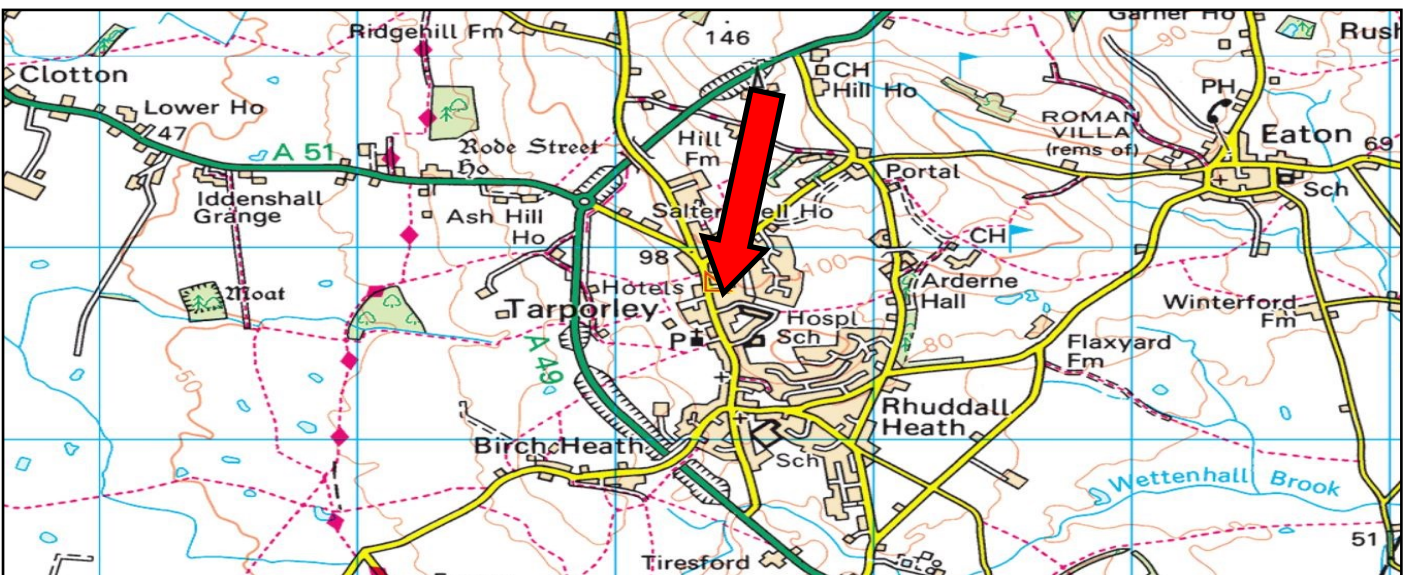 Ridgehill Fm
146
Garner Ho
90
Clotton
CH
Hill Ho
PH
Lower Ho
47
A 51
Rode Street
Ho
Hill
Fm
ROMAN
VILLA
(rems of)
Eaton
69
Portal
Sch
Iddenshall
Grange
Ash Hill
Ho
Ho
CH
98
100
Moat
Hotels
Arderne
Hall
Tarporley
Hospl
Winterford
Fm
P
Sch
80
Flaxyard
Fm
A 49
50
Rhuddall
Heath
Birch Heath
Sch
Wettenhall Brook
51
Tiresford